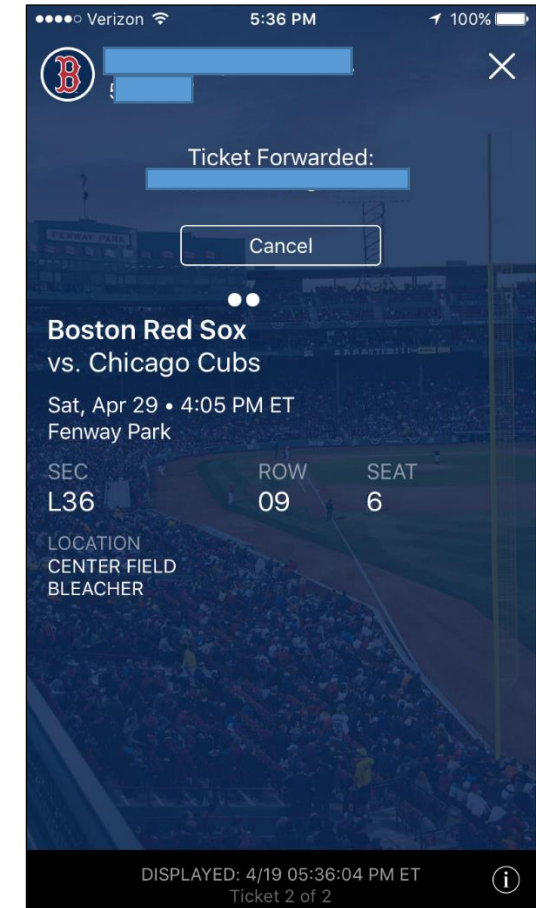 Verizon 5:36 PM 100%
B
Ticket Forwarded:
Cancel
FENWAY PARK
Boston Red Sox
vs. Chicago Cubs
Sat, Apr 29 • 4:05 PM ET
Fenway Park
SEC ROW SEAT
L36 09 6
LOCATION
CENTER FIELD
BLEACHER
DISPLAYED: 4/19 05:36:04 PM ET
Ticket 2 of 2